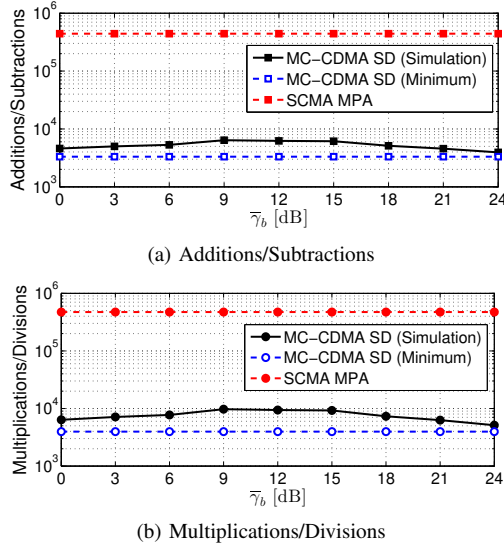 10^6
10^5
10^4
10^3
Additions/Subtractions
MC−CDMA SD (Simulation)
MC−CDMA SD (Minimum)
SCMA MPA
0 3 6 9 12 15 18 21 24
γ̅_b [dB]
(a) Additions/Subtractions
10^6
10^5
10^4
10^3
Multiplications/Divisions
MC−CDMA SD (Simulation)
MC−CDMA SD (Minimum)
SCMA MPA
0 3 6 9 12 15 18 21 24
γ̅_b [dB]
(b) Multiplications/Divisions